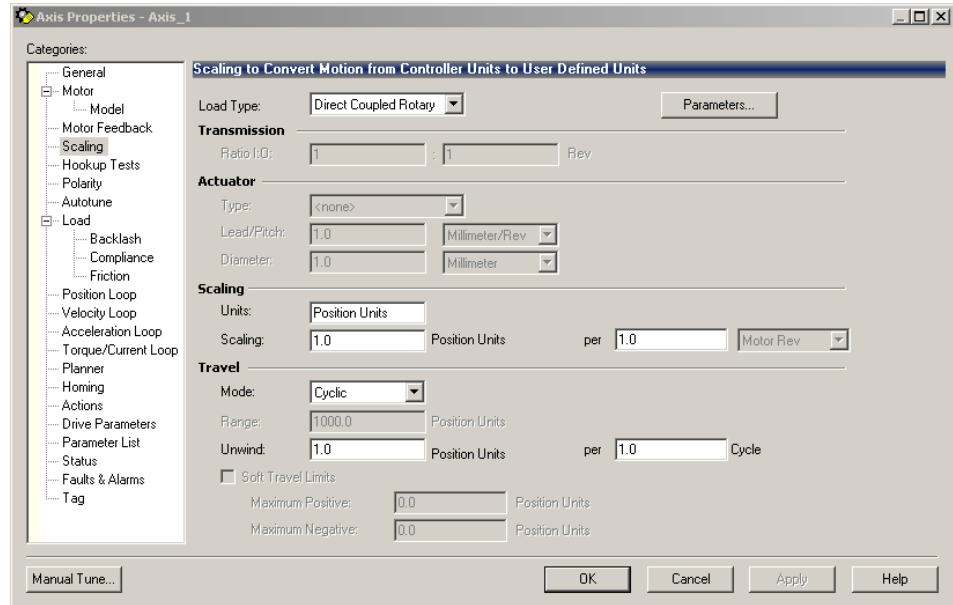 Axis Properties - Axis_1
Categories:
General
Motor
Model
Motor Feedback
Scaling
Hookup Tests
Polarity
Autotune
Load
Backlash
Compliance
Friction
Position Loop
Velocity Loop
Acceleration Loop
Torque/Current Loop
Planner
Homing
Actions
Drive Parameters
Parameter List
Status
Faults & Alarms
Tag
Scaling to Convert Motion from Controller Units to User Defined Units
Load Type: Direct Coupled Rotary Parameters...
Transmission
Ratio I:O: 1 : 1 Rev
Actuator
Type: <none>
Lead/Pitch: 1.0 Millimeter/Rev
Diameter: 1.0 Millimeter
Scaling
Units: Position Units
Scaling: 1.0 Position Units per 1.0 Motor Rev
Travel
Mode: Cyclic
Range: 1000.0 Position Units
Unwind: 1.0 Position Units per 1.0 Cycle
Soft Travel Limits
Maximum Positive: 0.0 Position Units
Maximum Negative: 0.0 Position Units
Manual Tune... OK Cancel Apply Help